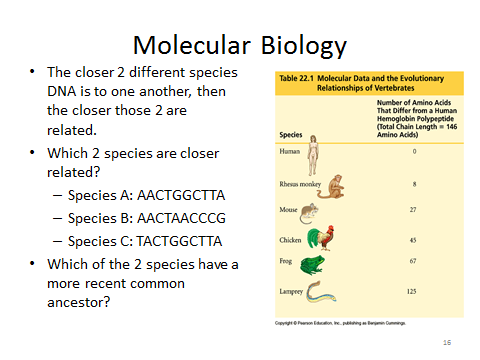 Molecular Biology
• The closer 2 different species
DNA is to one another, then
the closer those 2 are
related.
• Which 2 species are closer
related?
– Species A: AACTGGCTTA
– Species B: AACTAACCCG
– Species C: TACTGGCTTA
• Which of the 2 species have a
more recent common
ancestor?
Table 22.1 Molecular Data and the Evolutionary
Relationships of Vertebrates
Species
Number of Amino Acids
That Differ from a Human
Hemoglobin Polypeptide
(Total Chain Length = 146
Amino Acids)
Human 0
Rhesus monkey 8
Mouse 27
Chicken 45
Frog 67
Lamprey 125
Copyright © Pearson Education, Inc., publishing as Benjamin Cummings.
16